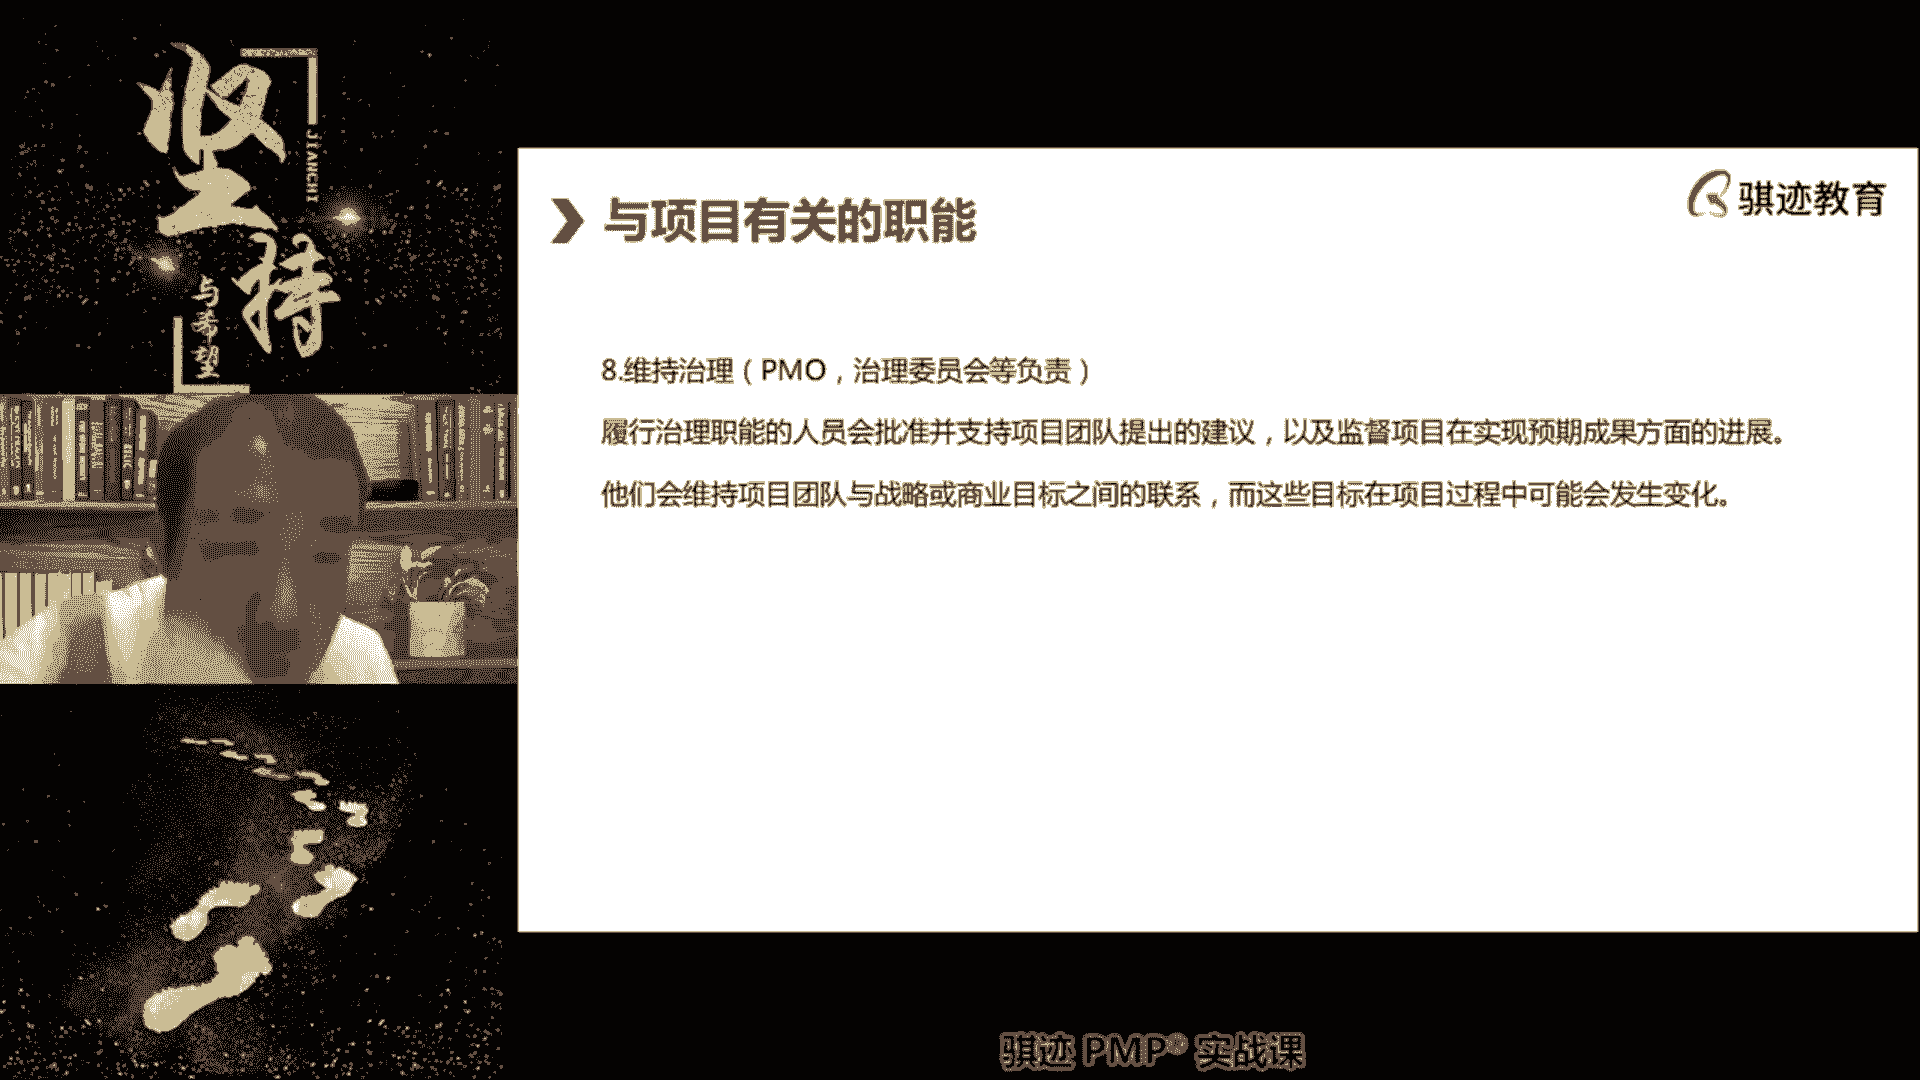 坚持
JIANCHI
与希望
骐迹教育
与项目有关的职能
8.维持治理（PMO，治理委员会等负责）
履行治理职能的人员会批准并支持项目团队提出的建议，以及监督项目在实现预期成果方面的进展。
他们会维持项目团队与战略或商业目标之间的联系，而这些目标在项目过程中可能会发生变化。
骐迹 PMP® 实战课